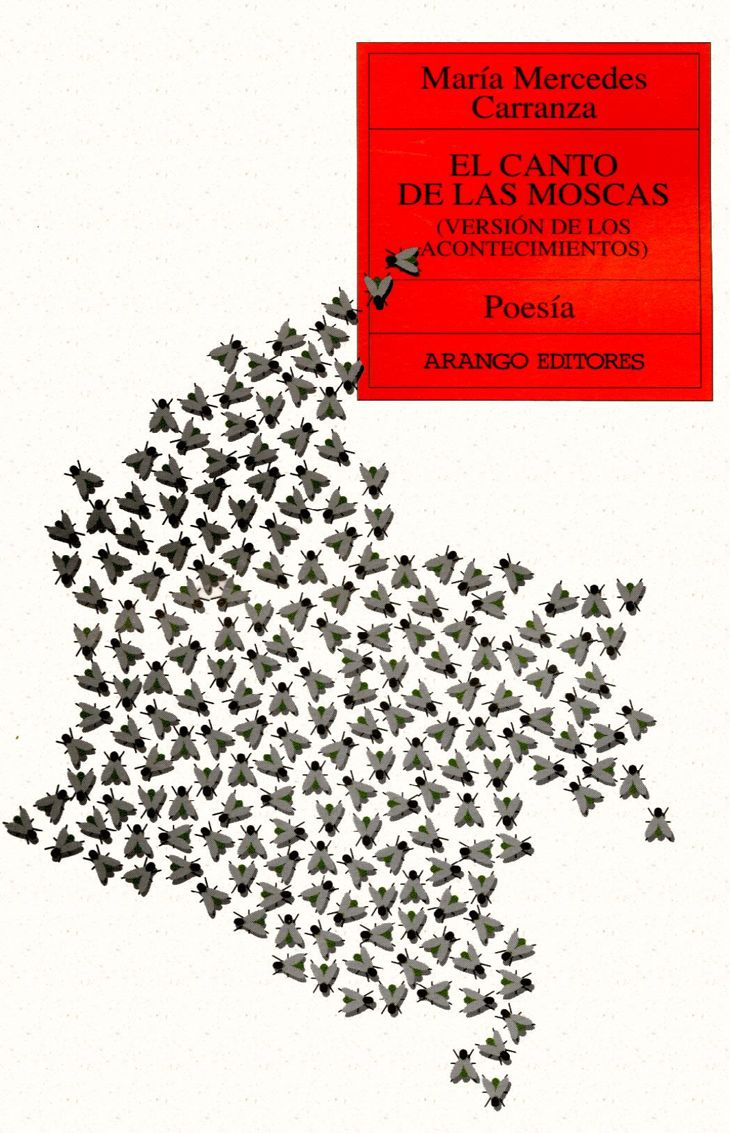 María Mercedes
Carranza
EL CANTO
DE LAS MOSCAS
(VERSIÓN DE LOS
ACONTECIMIENTOS)
Poesía
ARANGO EDITORES